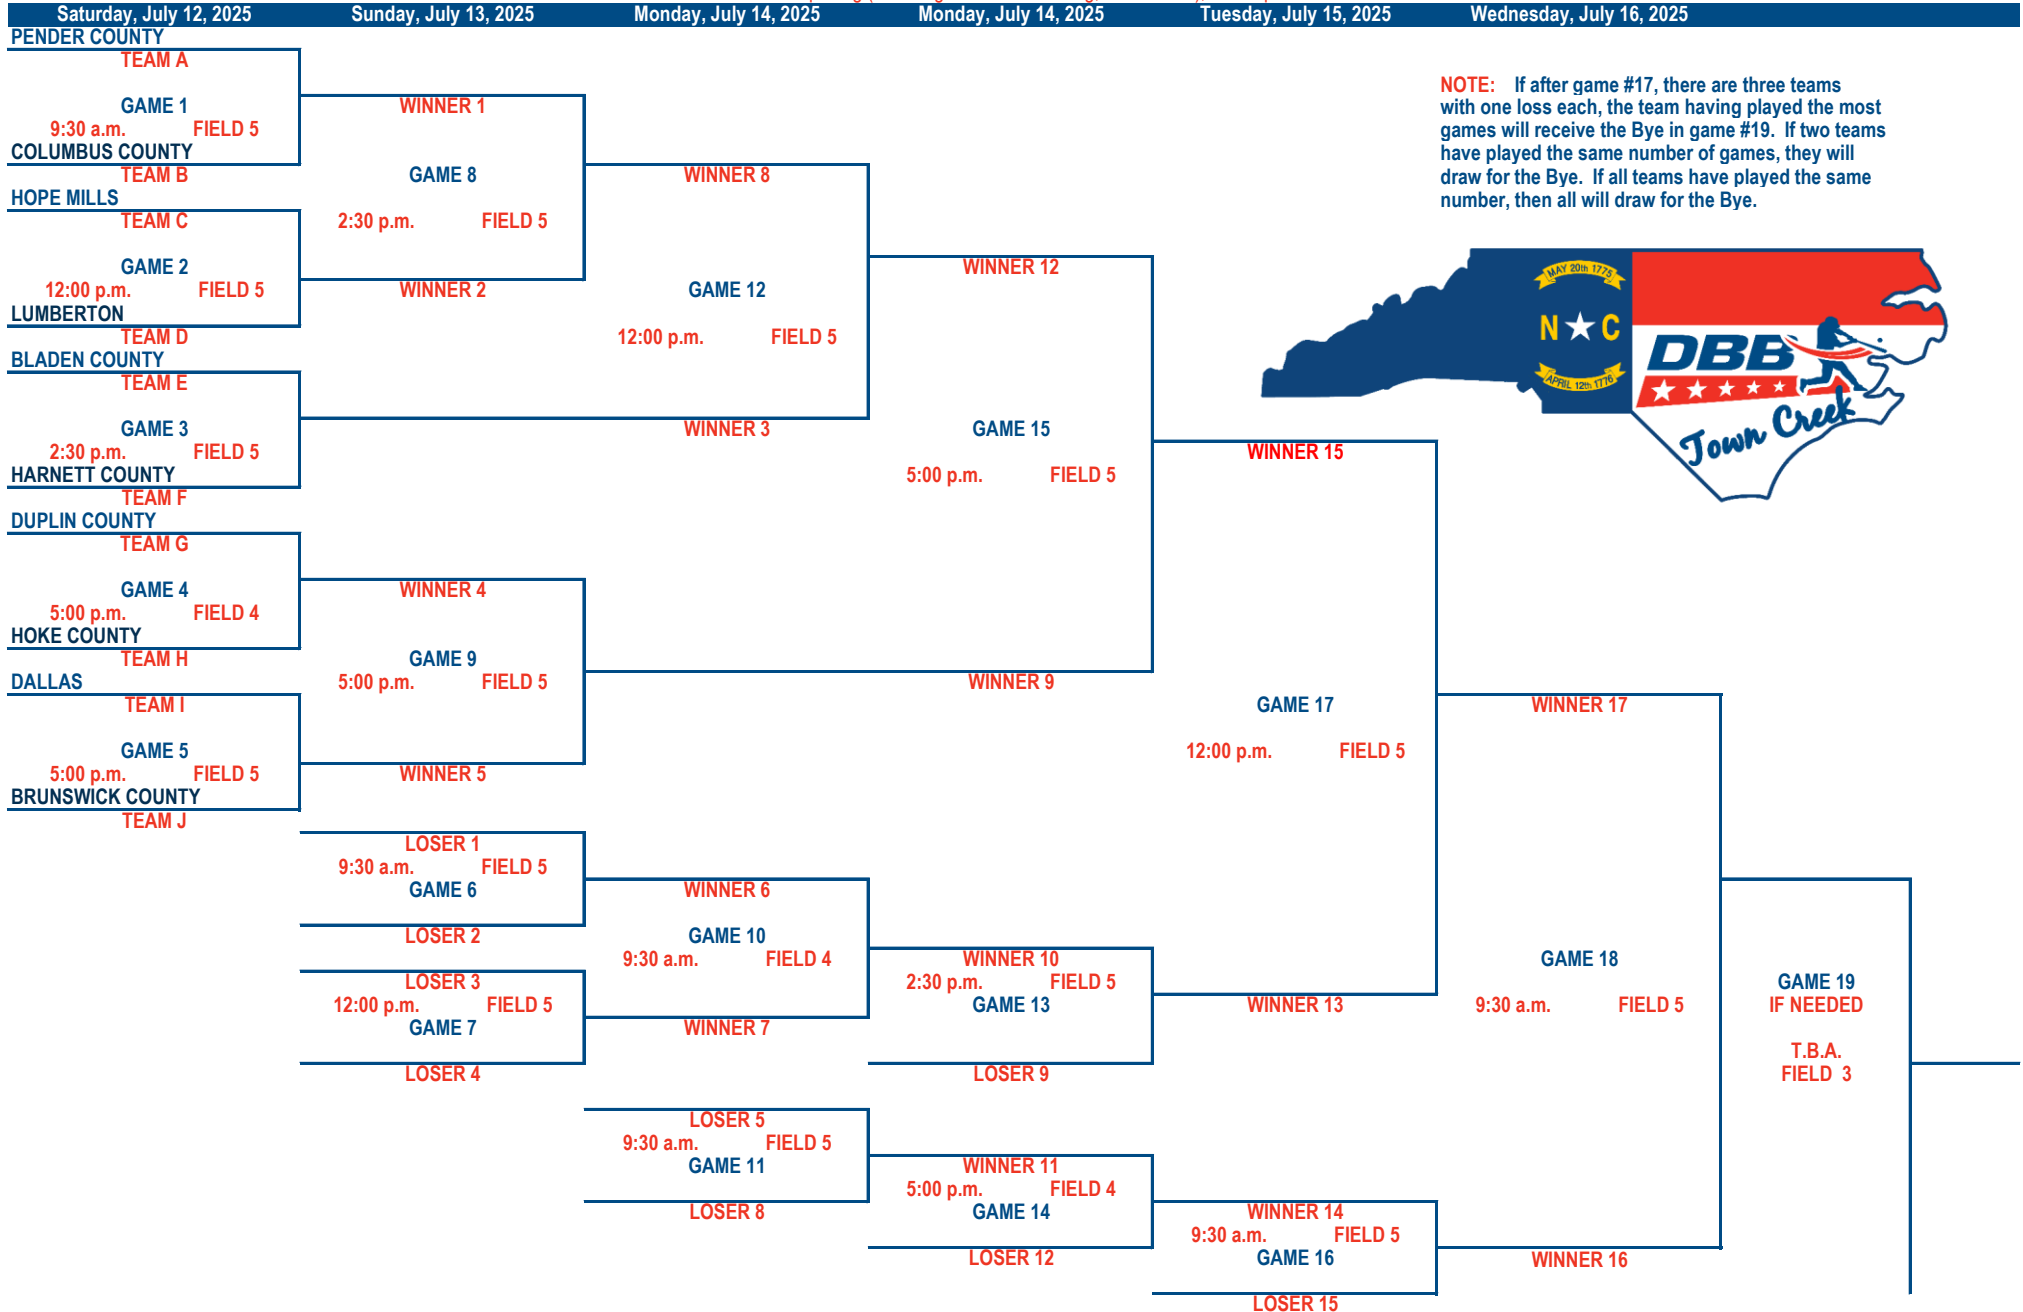 Saturday, July 12, 2025 Sunday, July 13, 2025 Monday, July 14, 2025 Monday, July 14, 2025 Tuesday, July 15, 2025 Wednesday, July 16, 2025
PENDER COUNTY
TEAM A
GAME 1
9:30 a.m. FIELD 5
COLUMBUS COUNTY
TEAM B
HOPE MILLS
TEAM C
GAME 2
12:00 p.m. FIELD 5
LUMBERTON
TEAM D
BLADEN COUNTY
TEAM E
GAME 3
2:30 p.m. FIELD 5
HARNETT COUNTY
TEAM F
DUPLIN COUNTY
TEAM G
GAME 4
5:00 p.m. FIELD 4
HOKE COUNTY
TEAM H
DALLAS
TEAM I
GAME 5
5:00 p.m. FIELD 5
BRUNSWICK COUNTY
TEAM J
WINNER 1
GAME 8
2:30 p.m. FIELD 5
WINNER 2
WINNER 4
GAME 9
5:00 p.m. FIELD 5
WINNER 5
LOSER 1
9:30 a.m. FIELD 5
GAME 6
LOSER 2
LOSER 3
12:00 p.m. FIELD 5
GAME 7
LOSER 4
WINNER 8
GAME 12
12:00 p.m. FIELD 5
WINNER 3
WINNER 6
GAME 10
9:30 a.m. FIELD 4
WINNER 7
LOSER 5
9:30 a.m. FIELD 5
GAME 11
LOSER 8
WINNER 12
GAME 15
5:00 p.m. FIELD 5
WINNER 9
WINNER 10
2:30 p.m. FIELD 5
GAME 13
LOSER 9
WINNER 11
5:00 p.m. FIELD 4
GAME 14
LOSER 12
WINNER 15
GAME 17
12:00 p.m. FIELD 5
WINNER 13
WINNER 14
9:30 a.m. FIELD 5
GAME 16
LOSER 15
NOTE: If after game #17, there are three teams
with one loss each, the team having played the most
games will receive the Bye in game #19. If two teams
have played the same number of games, they will
draw for the Bye. If all teams have played the same
number, then all will draw for the Bye.
MAY 20th 1775
N C
APRIL 12th 1776
DBB
Town Creek
WINNER 17
GAME 18
9:30 a.m. FIELD 5
WINNER 16
GAME 19
IF NEEDED
T.B.A.
FIELD 3